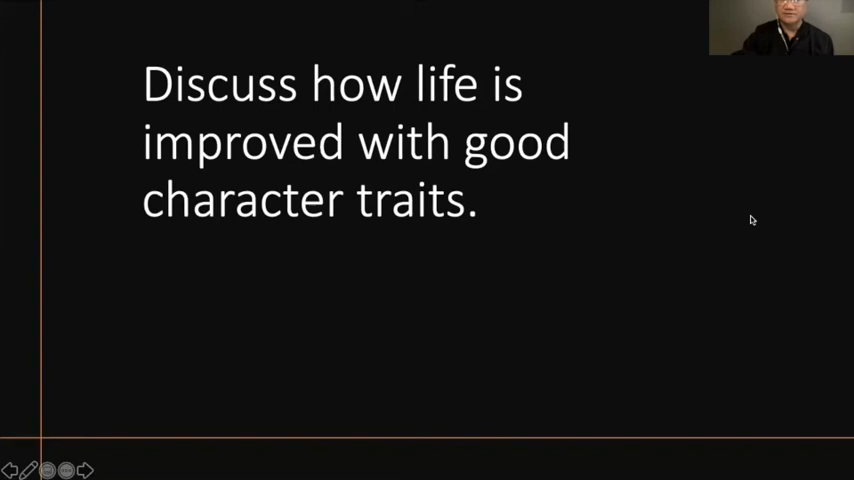 Discuss how life is
improved with good
character traits.